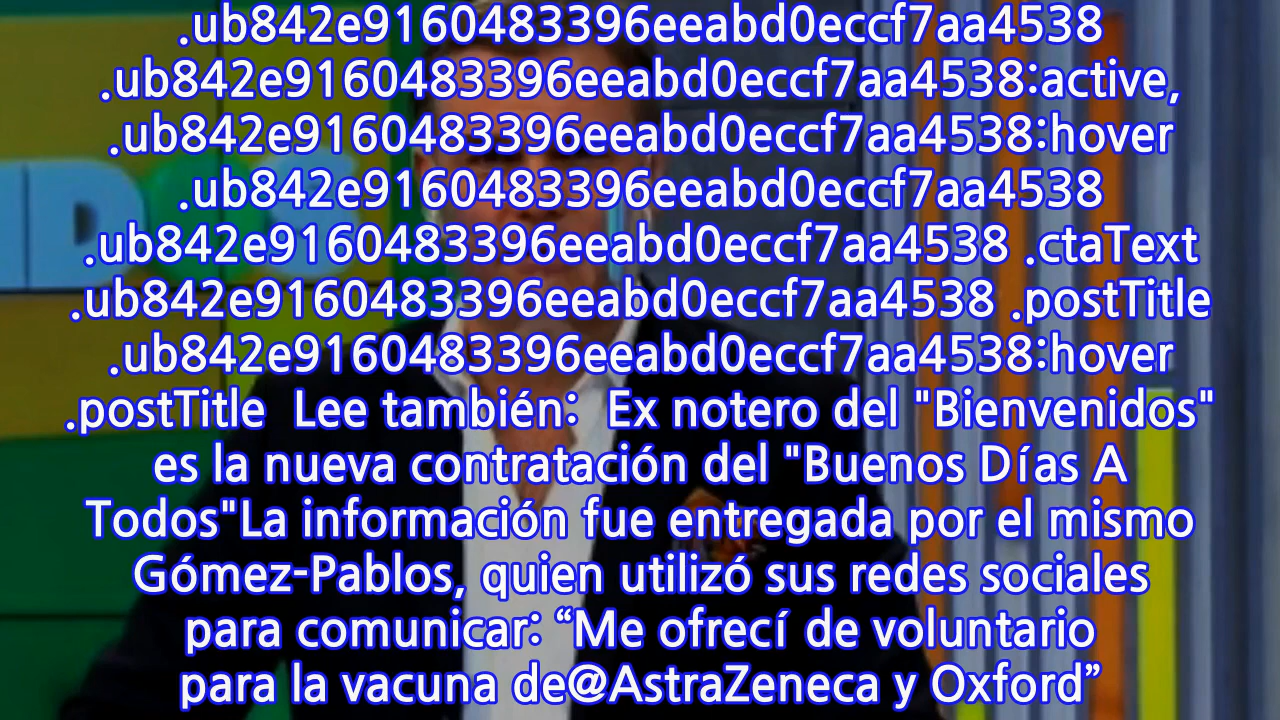 .ub842e9160483396eeabd0eccf7aa4538
.ub842e9160483396eeabd0eccf7aa4538:active,
.ub842e9160483396eeabd0eccf7aa4538:hover
.ub842e9160483396eeabd0eccf7aa4538
.ub842e9160483396eeabd0eccf7aa4538 .ctaText
.ub842e9160483396eeabd0eccf7aa4538 .postTitle
.ub842e9160483396eeabd0eccf7aa4538:hover
.postTitle  Lee también:  Ex notero del "Bienvenidos"
es la nueva contratación del "Buenos Días A
Todos"La información fue entregada por el mismo
Gómez-Pablos, quien utilizó sus redes sociales
para comunicar: “Me ofrecí de voluntario
para la vacuna de@AstraZeneca y Oxford”